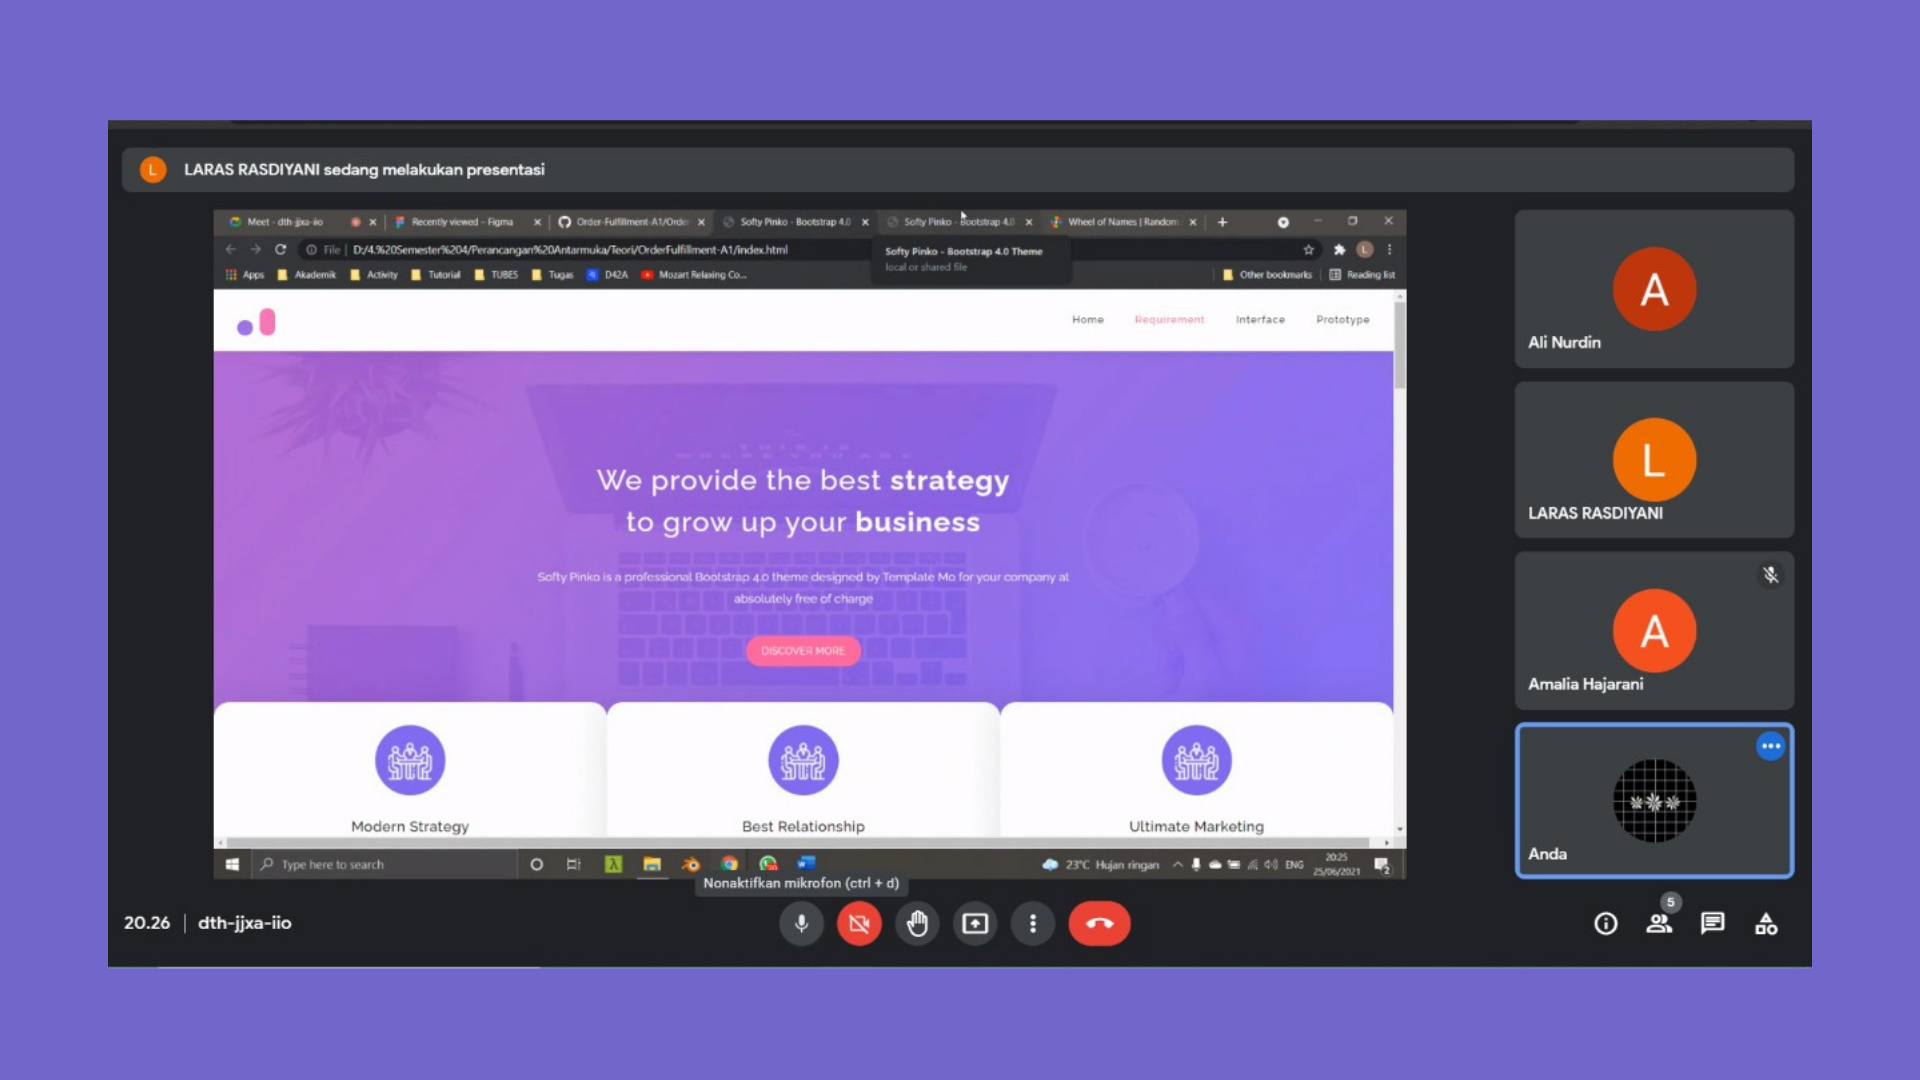 L LARAS RASDIYANI sedang melakukan presentasi
Meet - dth-jjxa-iio
Recently viewed – Figma
Order-Fulfillment-A1/Order
Softy Pinko - Bootstrap 4.0
Softy Pinko - Bootstrap 4.0
Wheel of Names | Random
File | D:/4.%20Semester%204/Perancangan%20Antarmuka/Teori/OrderFulfillment-A1/index.html
Softy Pinko - Bootstrap 4.0 Theme
local or shared file
L
Apps Akademik Activity Tutorial TUBES Tugas D42A Mozart Relaxing Co... Other bookmarks Reading list
Home Requirement Interface Prototype
We provide the best strategy
to grow up your business
Softy Pinko is a professional Bootstrap 4.0 theme designed by Template Mo for your company at
absolutely free of charge
DISCOVER MORE
Modern Strategy Best Relationship Ultimate Marketing
Type here to search
23°C Hujan ringan
ENG
20:25
25/06/2021
2
Nonaktifkan mikrofon (ctrl + d)
A
Ali Nurdin
L
LARAS RASDIYANI
A
Amalia Hajarani
Anda
20.26 | dth-jjxa-iio
5